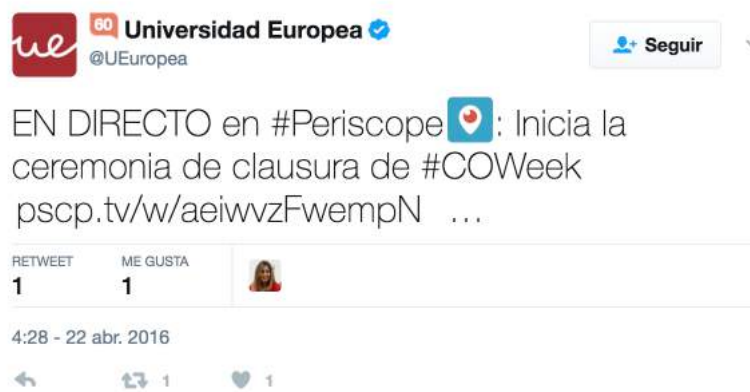 ue
60 Universidad Europea
@UEuropea
Seguir
EN DIRECTO en #Periscope : Inicia la
ceremonia de clausura de #COWeek
pscp.tv/w/aeiwvzFwempN ...
RETWEET ME GUSTA
1 1
4:28 - 22 abr. 2016
1 1